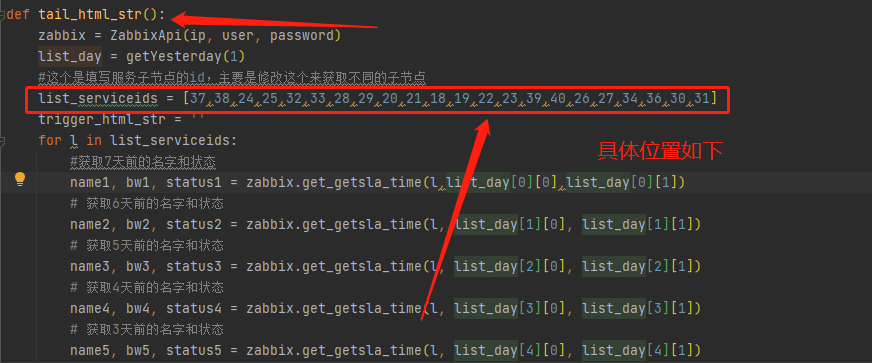 def tail_html_str():
zabbix = ZabbixApi(ip, user, password)
list_day = getYesterday(1)
#这个是填写服务子节点的id，主要是修改这个来获取不同的子节点
list_serviceids = [37,38,24,25,32,33,28,29,20,21,18,19,22,23,39,40,26,27,34,36,30,31]
trigger_html_str = ''
for l in list_serviceids:
具体位置如下
#获取7天前的名字和状态
name1, bw1, status1 = zabbix.get_getsla_time(l,list_day[0][0],list_day[0][1])
# 获取6天前的名字和状态
name2, bw2, status2 = zabbix.get_getsla_time(l, list_day[1][0], list_day[1][1])
# 获取5天前的名字和状态
name3, bw3, status3 = zabbix.get_getsla_time(l, list_day[2][0], list_day[2][1])
# 获取4天前的名字和状态
name4, bw4, status4 = zabbix.get_getsla_time(l, list_day[3][0], list_day[3][1])
# 获取3天前的名字和状态
name5, bw5, status5 = zabbix.get_getsla_time(l, list_day[4][0], list_day[4][1])